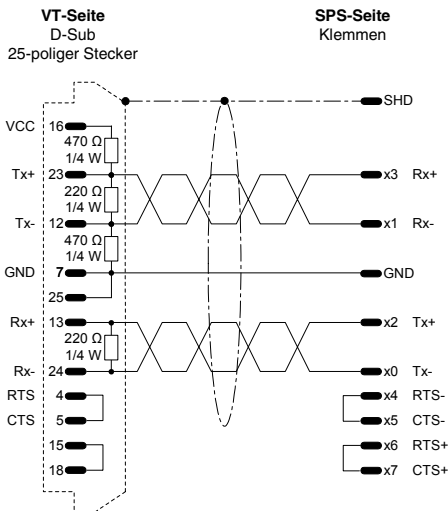 VT-Seite
D-Sub
25-poliger Stecker
SPS-Seite
Klemmen
SHD
VCC 16
470 Ω
1/4 W
Tx+ 23
x3 Rx+
220 Ω
1/4 W
Tx- 12
x1 Rx-
470 Ω
1/4 W
GND 7
GND
25
Rx+ 13
x2 Tx+
220 Ω
1/4 W
Rx- 24
x0 Tx-
RTS 4
x4 RTS-
CTS 5
x5 CTS-
15
x6 RTS+
18
x7 CTS+